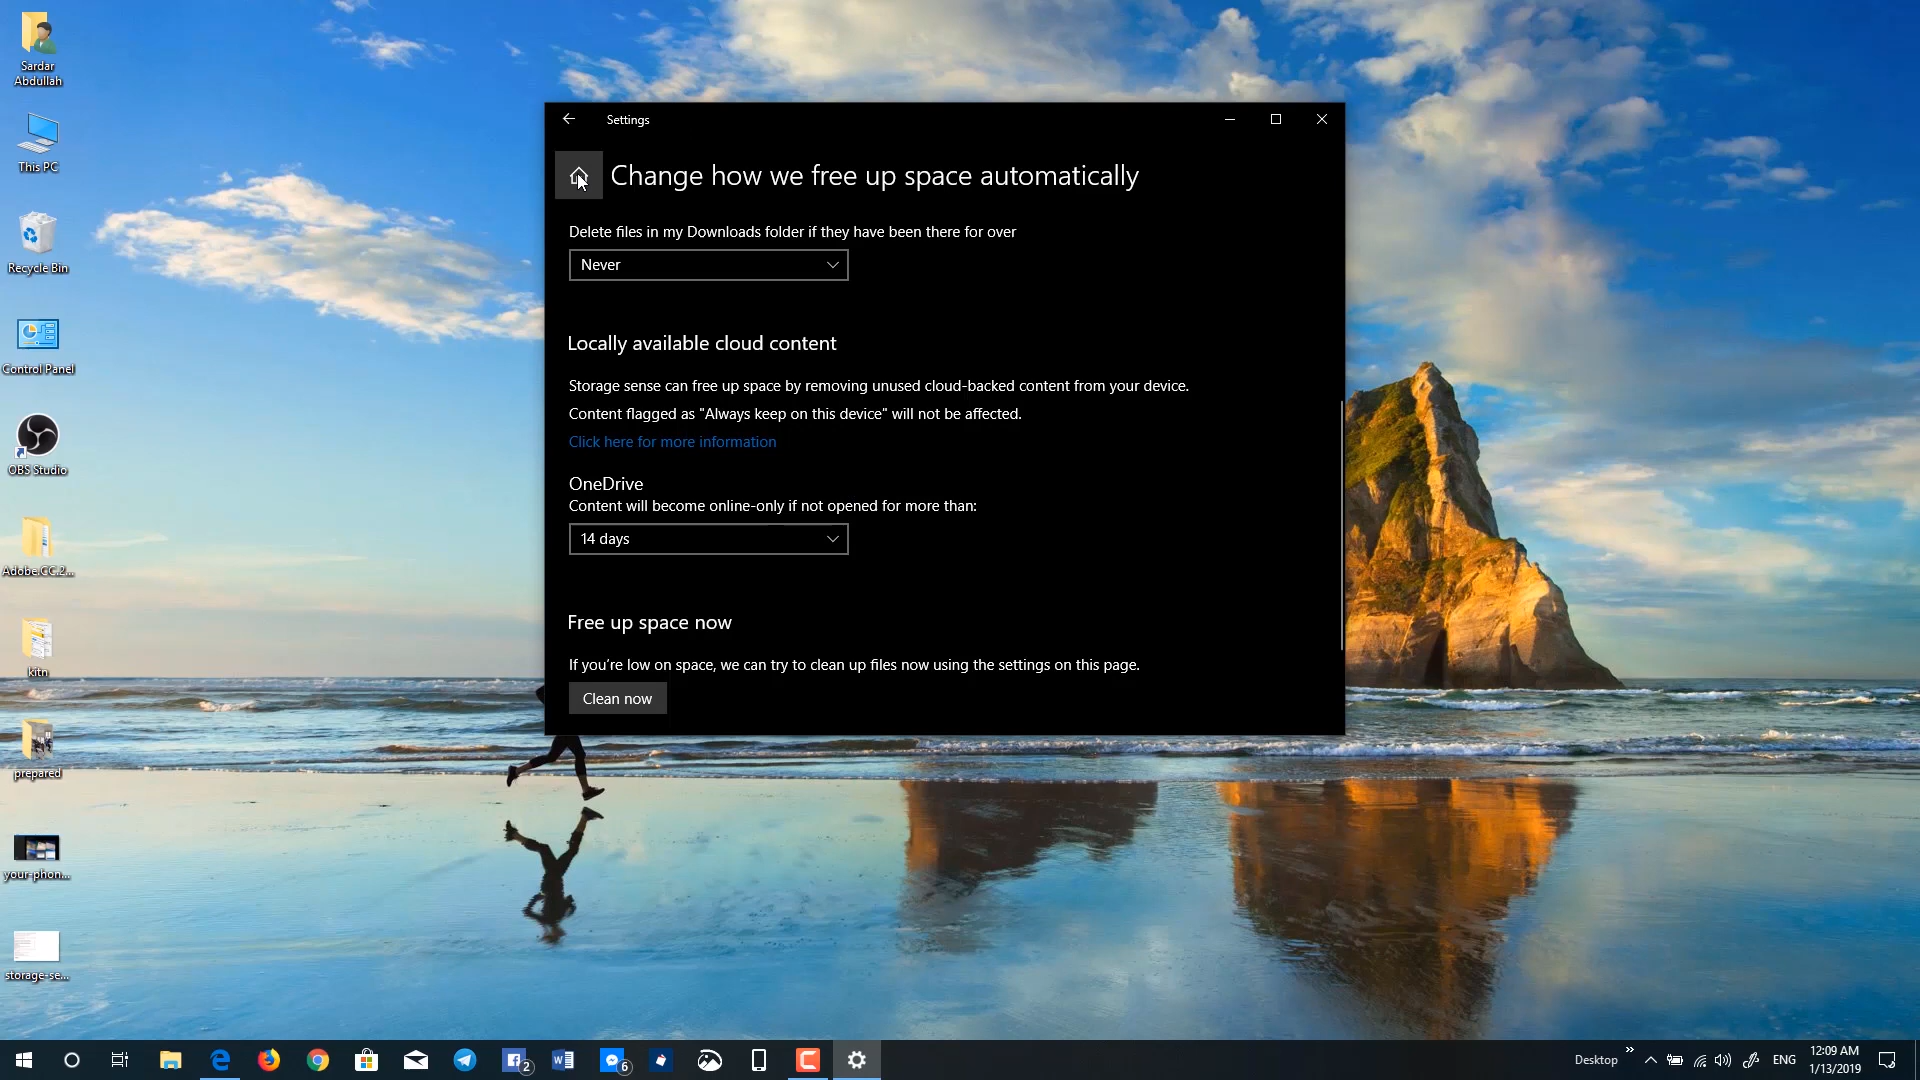 Sardar
Abdullah
This PC
Recycle Bin
Control Panel
OBS Studio
Adobe.CC.2...
kitn
prepared
your-phon...
storage-se...
Settings
Change how we free up space automatically
Delete files in my Downloads folder if they have been there for over
Never
Locally available cloud content
Storage sense can free up space by removing unused cloud-backed content from your device.
Content flagged as "Always keep on this device" will not be affected.
Click here for more information
OneDrive
Content will become online-only if not opened for more than:
14 days
Free up space now
If you’re low on space, we can try to clean up files now using the settings on this page.
Clean now
2
6
Desktop
ENG
12:09 AM
1/13/2019